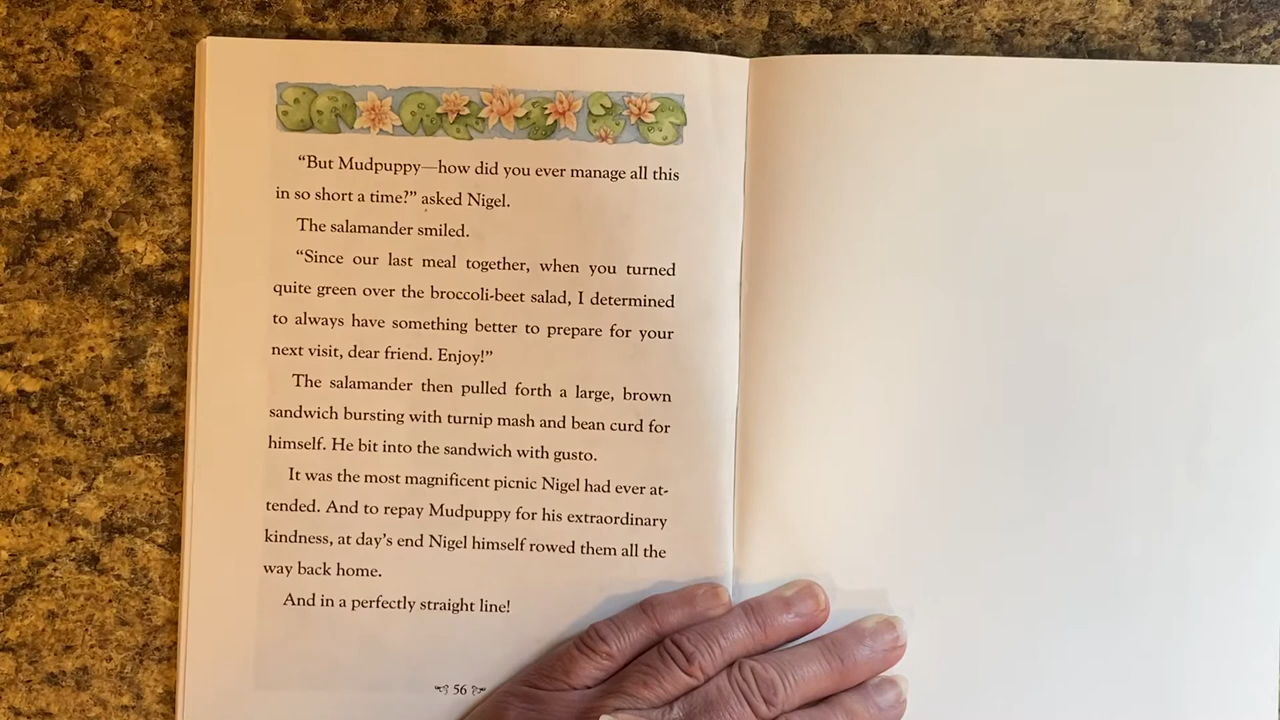 “But Mudpuppy—how did you ever manage all this
in so short a time?” asked Nigel.
The salamander smiled.
“Since our last meal together, when you turned
quite green over the broccoli-beet salad, I determined
to always have something better to prepare for your
next visit, dear friend. Enjoy!”
The salamander then pulled forth a large, brown
sandwich bursting with turnip mash and bean curd for
himself. He bit into the sandwich with gusto.
It was the most magnificent picnic Nigel had ever at-
tended. And to repay Mudpuppy for his extraordinary
kindness, at day’s end Nigel himself rowed them all the
way back home.
And in a perfectly straight line!
56